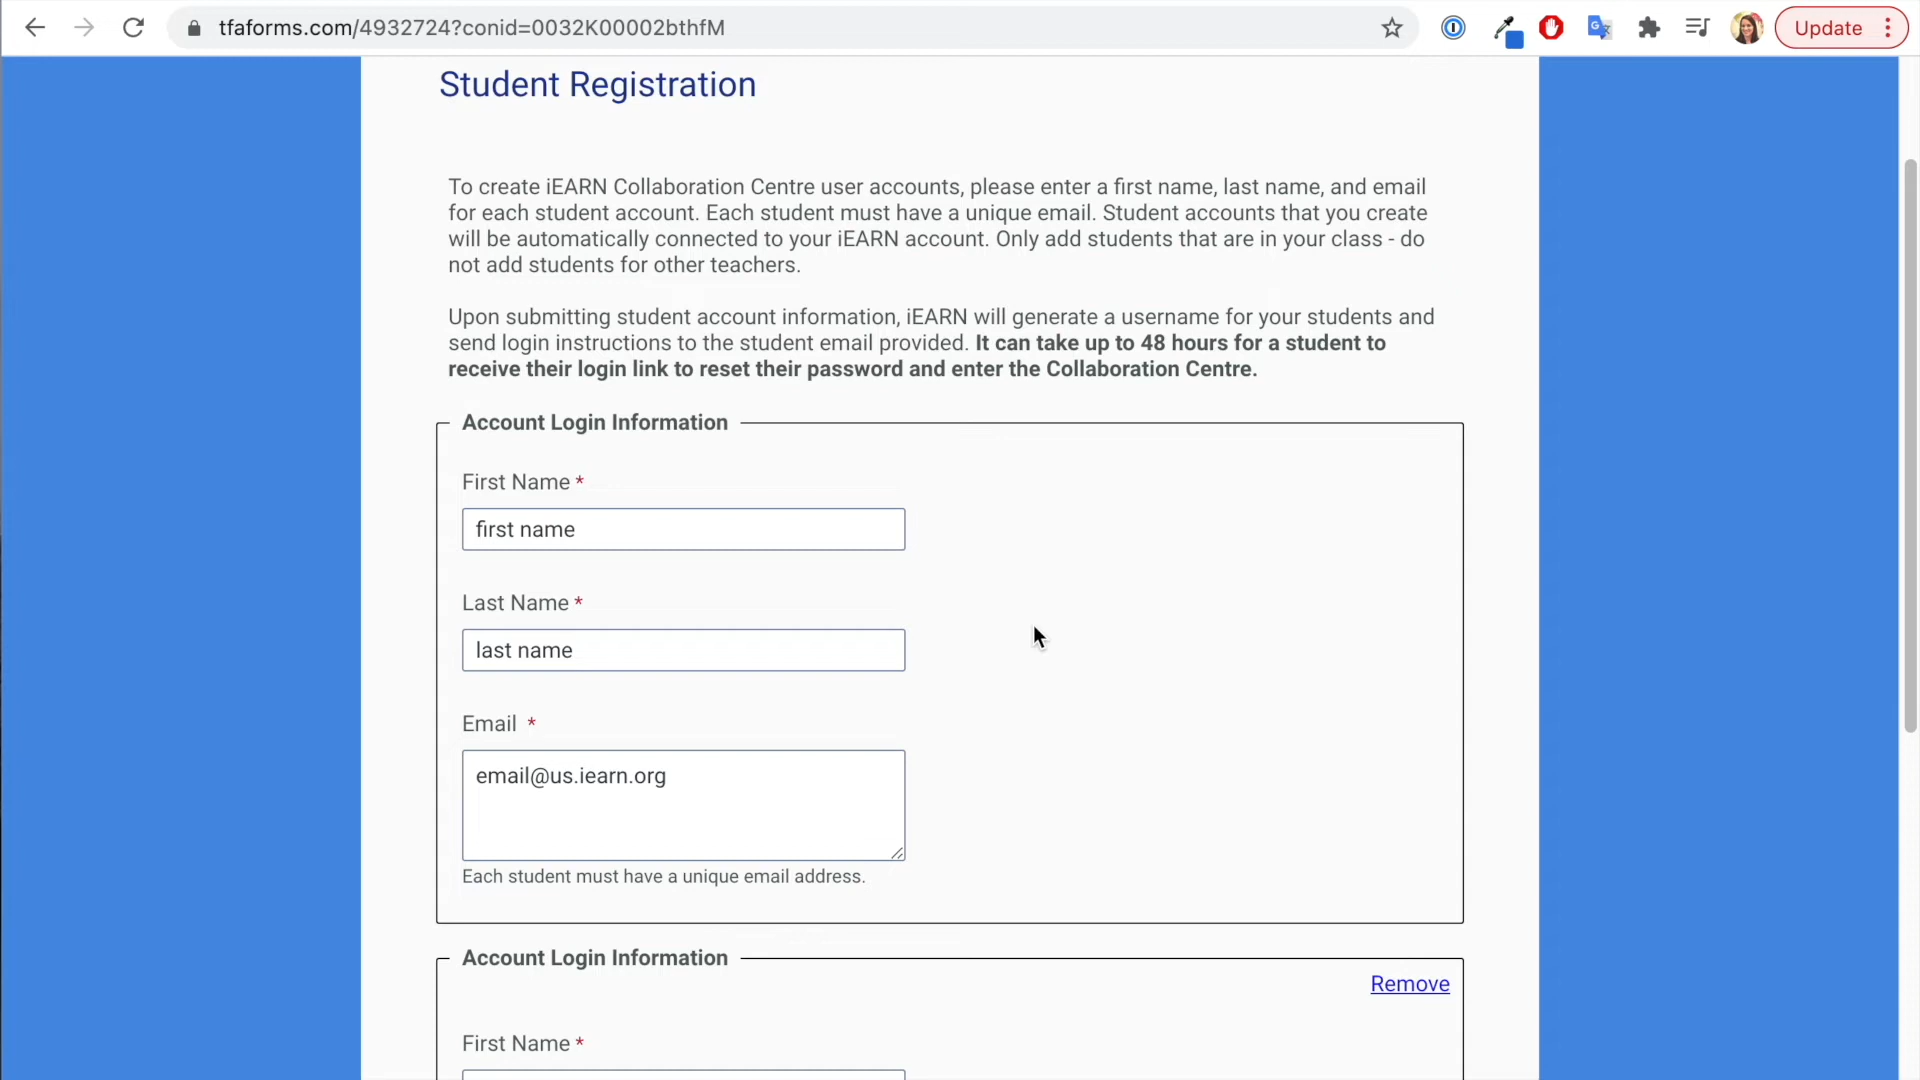 tfaforms.com/4932724?conid=0032K00002bthfM
Update
Student Registration
To create iEARN Collaboration Centre user accounts, please enter a first name, last name, and email
for each student account. Each student must have a unique email. Student accounts that you create
will be automatically connected to your iEARN account. Only add students that are in your class - do
not add students for other teachers.
Upon submitting student account information, iEARN will generate a username for your students and
send login instructions to the student email provided. It can take up to 48 hours for a student to
receive their login link to reset their password and enter the Collaboration Centre.
Account Login Information
First Name *
first name
Last Name *
last name
Email *
email@us.iearn.org
Each student must have a unique email address.
Account Login Information
Remove
First Name *